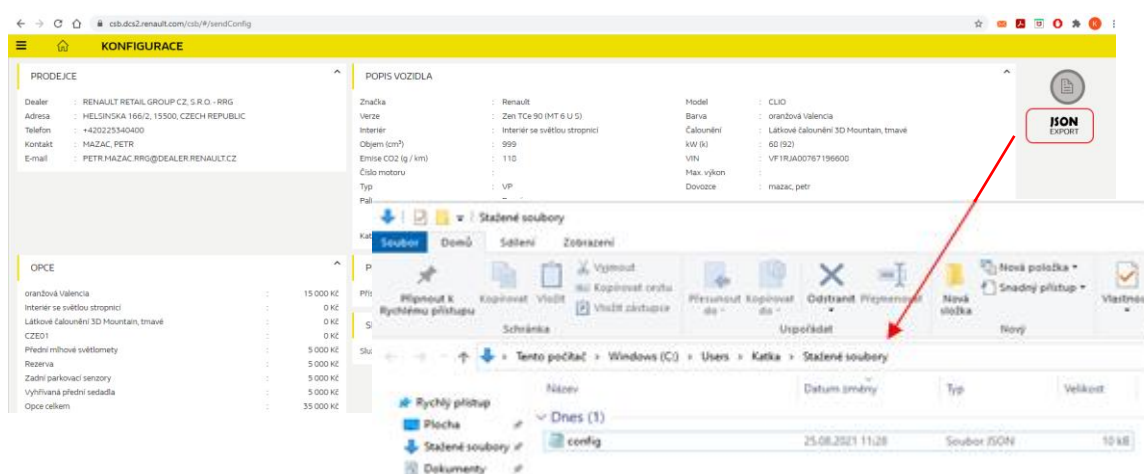 csb.dcs2.renault.com/csb/#/sendConfig
K
KONFIGURACE
PRODEJCE
Dealer : RENAULT RETAIL GROUP CZ, S.R.O. - RRG
Adresa : HELSINSKA 166/2, 15500, CZECH REPUBLIC
Telefon : +420225340400
Kontakt : MAZAC, PETR
E-mail : PETR.MAZAC.RRG@DEALER.RENAULT.CZ
POPIS VOZIDLA
Značka : Renault
Verze : Zen TCe 90 (MT 6 U S)
Interiér : Interiér se světlou stropnicí
Objem (cm³) : 999
Emise CO2 (g / km) : 110
Číslo motoru :
Typ : VP
Pali
Kat
Model : CLIO
Barva : oranžová Valencia
Čalounění : Látkové čalounění 3D Mountain, tmavé
kW (k) : 60 (92)
VIN : VF1RJA00767196600
Max. výkon :
Dovozce : mazac, petr
JSON
EXPORT
OPCE
oranžová Valencia : 15 000 Kč
Interiér se světlou stropnicí : 0 Kč
Látkové čalounění 3D Mountain, tmavé : 0 Kč
CZE01 : 0 Kč
Přední mlhové světlomety : 5 000 Kč
Rezerva : 5 000 Kč
Zadní parkovací senzory : 5 000 Kč
Vyhřívaná přední sedadla : 5 000 Kč
Opce celkem : 35 000 Kč
P
Přís
S
Slu
Stažené soubory
Soubor Domů Sdílení Zobrazení
Připnout k Rychlému přístupu
Kopírovat
Vložit
Vyjmout
Kopírovat cestu
Vložit zástupce
Schránka
Přesunout do
Kopírovat do
Odstranit
Přejmenovat
Uspořádat
Nová složka
Nová položka
Snadný přístup
Nový
Vlastnos
Tento počítač > Windows (C:) > Users > Katka > Stažené soubory
Název Datum změny Typ Velikost
Rychlý přístup
Plocha
Stažené soubory
Dokumenty
Dnes (1)
config 25.08.2021 11:28 Soubor JSON 10 kB